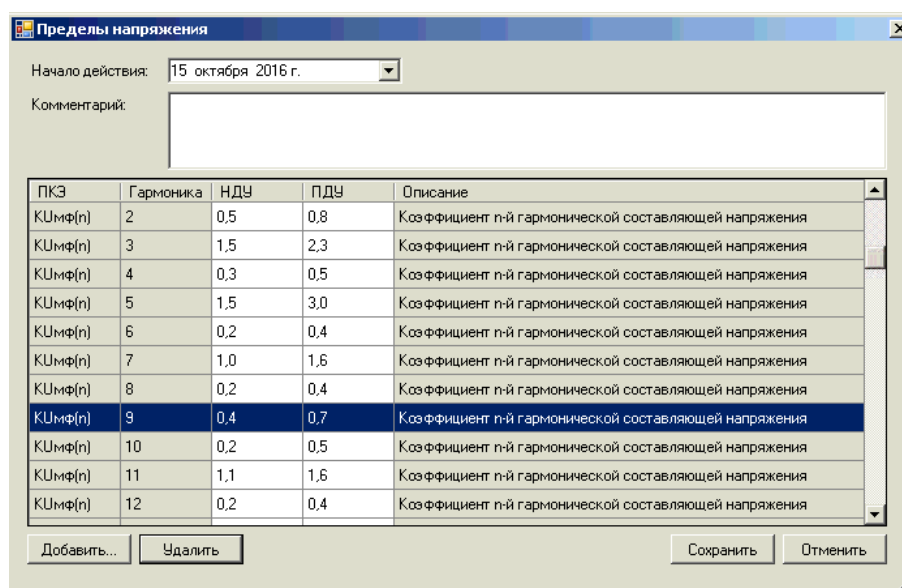 Пределы напряжения
Начало действия: 15 октября 2016 г.
Комментарий:
ПКЭ Гармоника НДУ ПДУ Описание
KUмф(n) 2 0,5 0,8 Коэффициент n-й гармонической составляющей напряжения
KUмф(n) 3 1,5 2,3 Коэффициент n-й гармонической составляющей напряжения
KUмф(n) 4 0,3 0,5 Коэффициент n-й гармонической составляющей напряжения
KUмф(n) 5 1,5 3,0 Коэффициент n-й гармонической составляющей напряжения
KUмф(n) 6 0,2 0,4 Коэффициент n-й гармонической составляющей напряжения
KUмф(n) 7 1,0 1,6 Коэффициент n-й гармонической составляющей напряжения
KUмф(n) 8 0,2 0,4 Коэффициент n-й гармонической составляющей напряжения
KUмф(n) 9 0,4 0,7 Коэффициент n-й гармонической составляющей напряжения
KUмф(n) 10 0,2 0,5 Коэффициент n-й гармонической составляющей напряжения
KUмф(n) 11 1,1 1,6 Коэффициент n-й гармонической составляющей напряжения
KUмф(n) 12 0,2 0,4 Коэффициент n-й гармонической составляющей напряжения
Добавить... Удалить Сохранить Отменить